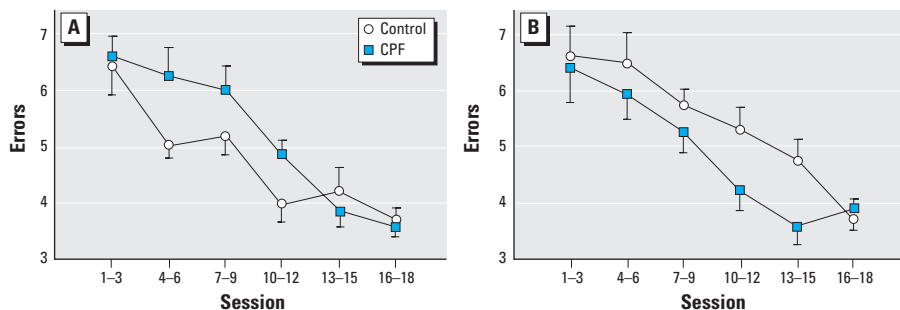 A
Control
CPF
7
6
5
4
3
Errors
1–3
4–6
7–9
10–12
13–15
16–18
Session
B
7
6
5
4
3
Errors
1–3
4–6
7–9
10–12
13–15
16–18
Session